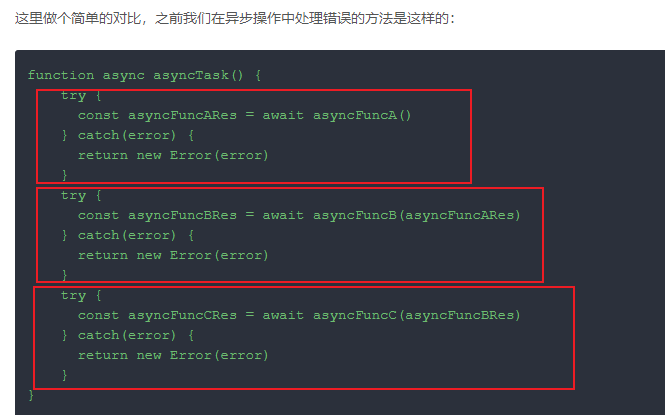 这里做个简单的对比，之前我们在异步操作中处理错误的方法是这样的：
function async asyncTask() {
    try {
      const asyncFuncARes = await asyncFuncA()
    } catch(error) {
      return new Error(error)
    }
    try {
      const asyncFuncBRes = await asyncFuncB(asyncFuncARes)
    } catch(error) {
      return new Error(error)
    }
    try {
      const asyncFuncCRes = await asyncFuncC(asyncFuncBRes)
    } catch(error) {
      return new Error(error)
    }
}